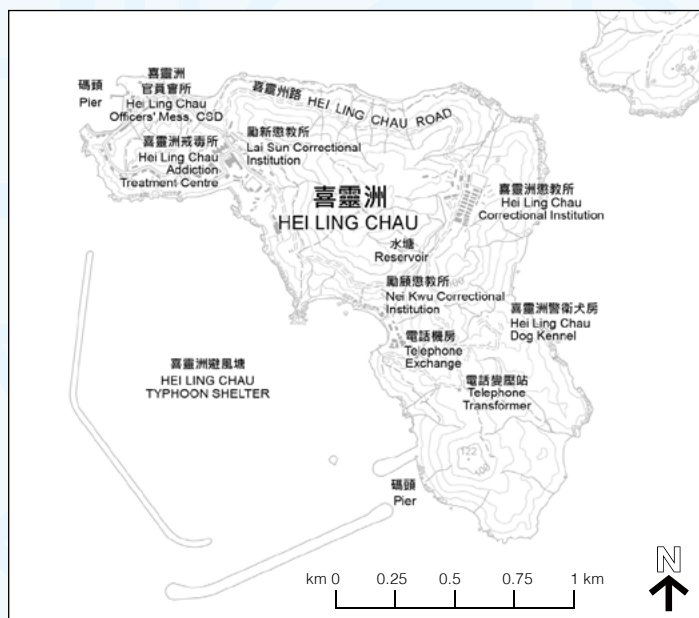 碼頭
Pier
喜靈洲
官員會所
Hei Ling Chau
Officers' Mess, CSD
喜靈州路 HEI LING CHAU ROAD
勵新懲教所
Lai Sun Correctional
Institution
喜靈洲戒毒所
Hei Ling Chau
Addiction
Treatment Centre
喜靈洲
HEI LING CHAU
喜靈洲懲教所
Hei Ling Chau
Correctional Institution
水塘
Reservoir
勵顧懲教所
Nei Kwu Correctional
Institution
喜靈洲警衛犬房
Hei Ling Chau
Dog Kennel
電話機房
Telephone
Exchange
喜靈洲避風塘
HEI LING CHAU
TYPHOON SHELTER
電話變壓站
Telephone
Transformer
122
100
碼頭
Pier
km 0 0.25 0.5 0.75 1 km
N